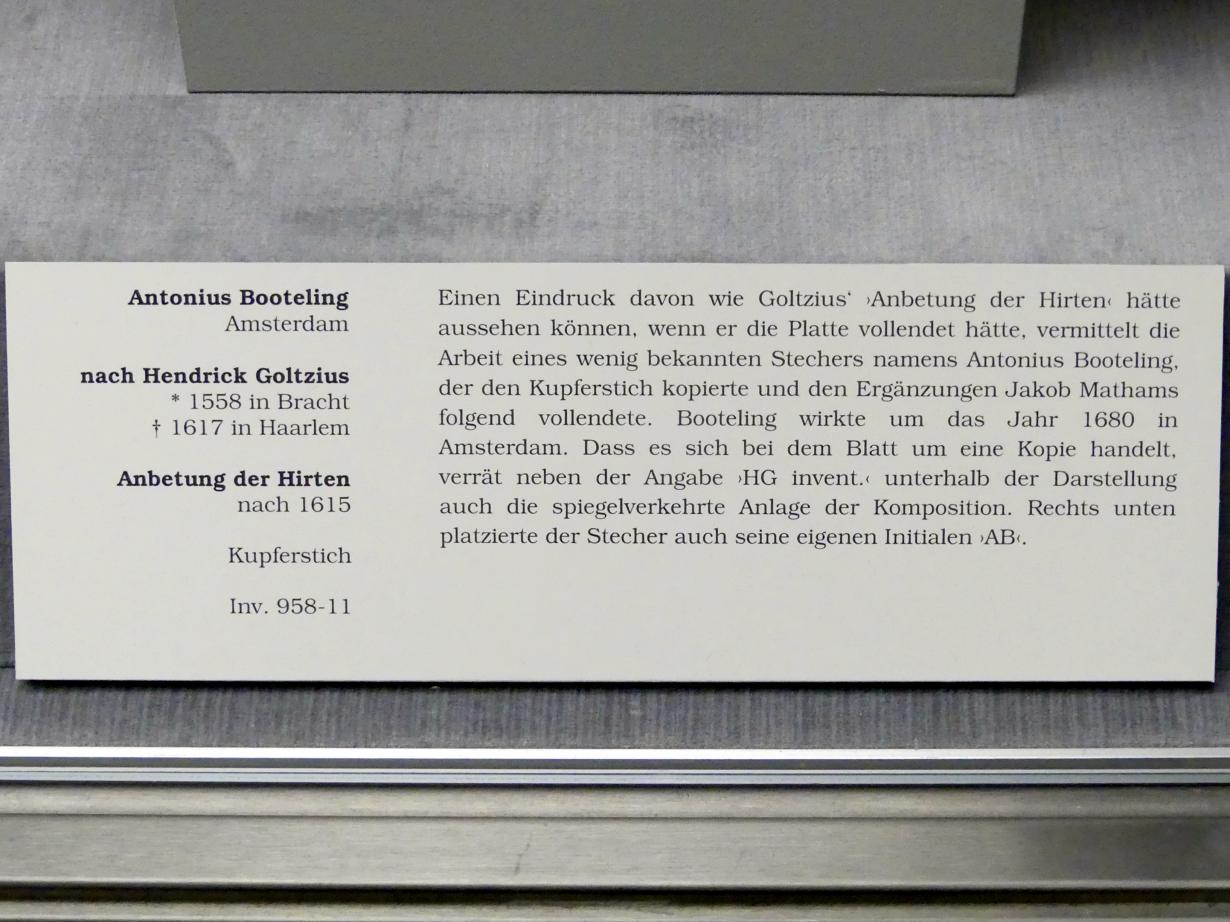 Antonius Booteling
Amsterdam
nach Hendrick Goltzius
* 1558 in Bracht
† 1617 in Haarlem
Anbetung der Hirten
nach 1615
Kupferstich
Inv. 958-11
Einen Eindruck davon wie Goltzius‘ ›Anbetung der Hirten‹ hätte
aussehen können, wenn er die Platte vollendet hätte, vermittelt die
Arbeit eines wenig bekannten Stechers namens Antonius Booteling,
der den Kupferstich kopierte und den Ergänzungen Jakob Mathams
folgend vollendete. Booteling wirkte um das Jahr 1680 in
Amsterdam. Dass es sich bei dem Blatt um eine Kopie handelt,
verrät neben der Angabe ›HG invent.‹ unterhalb der Darstellung
auch die spiegelverkehrte Anlage der Komposition. Rechts unten
platzierte der Stecher auch seine eigenen Initialen ›AB‹.